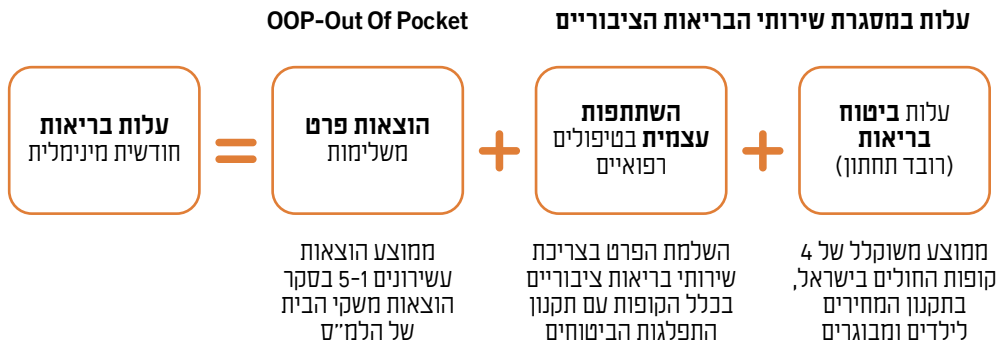 עלות במסגרת שירותי הבריאות הציבוריים
OOP-Out Of Pocket
עלות ביטוח
בריאות
(רובד תחתון)
+
השתתפות
עצמית בטיפולים
רפואיים
+
הוצאות פרט
משלימות
=
עלות בריאות
חודשית מינימלית
ממוצע משוקלל של 4
קופות החולים בישראל,
בתקנון המחירים
לילדים ומבוגרים
השלמת הפרט בצריכת
שירותי בריאות ציבוריים
בכלל הקופות עם תקנון
התפלגות הביטוחים
ממוצע הוצאות
עשירונים 5-1 בסקר
הוצאות משקי הבית
של הלמ״ס